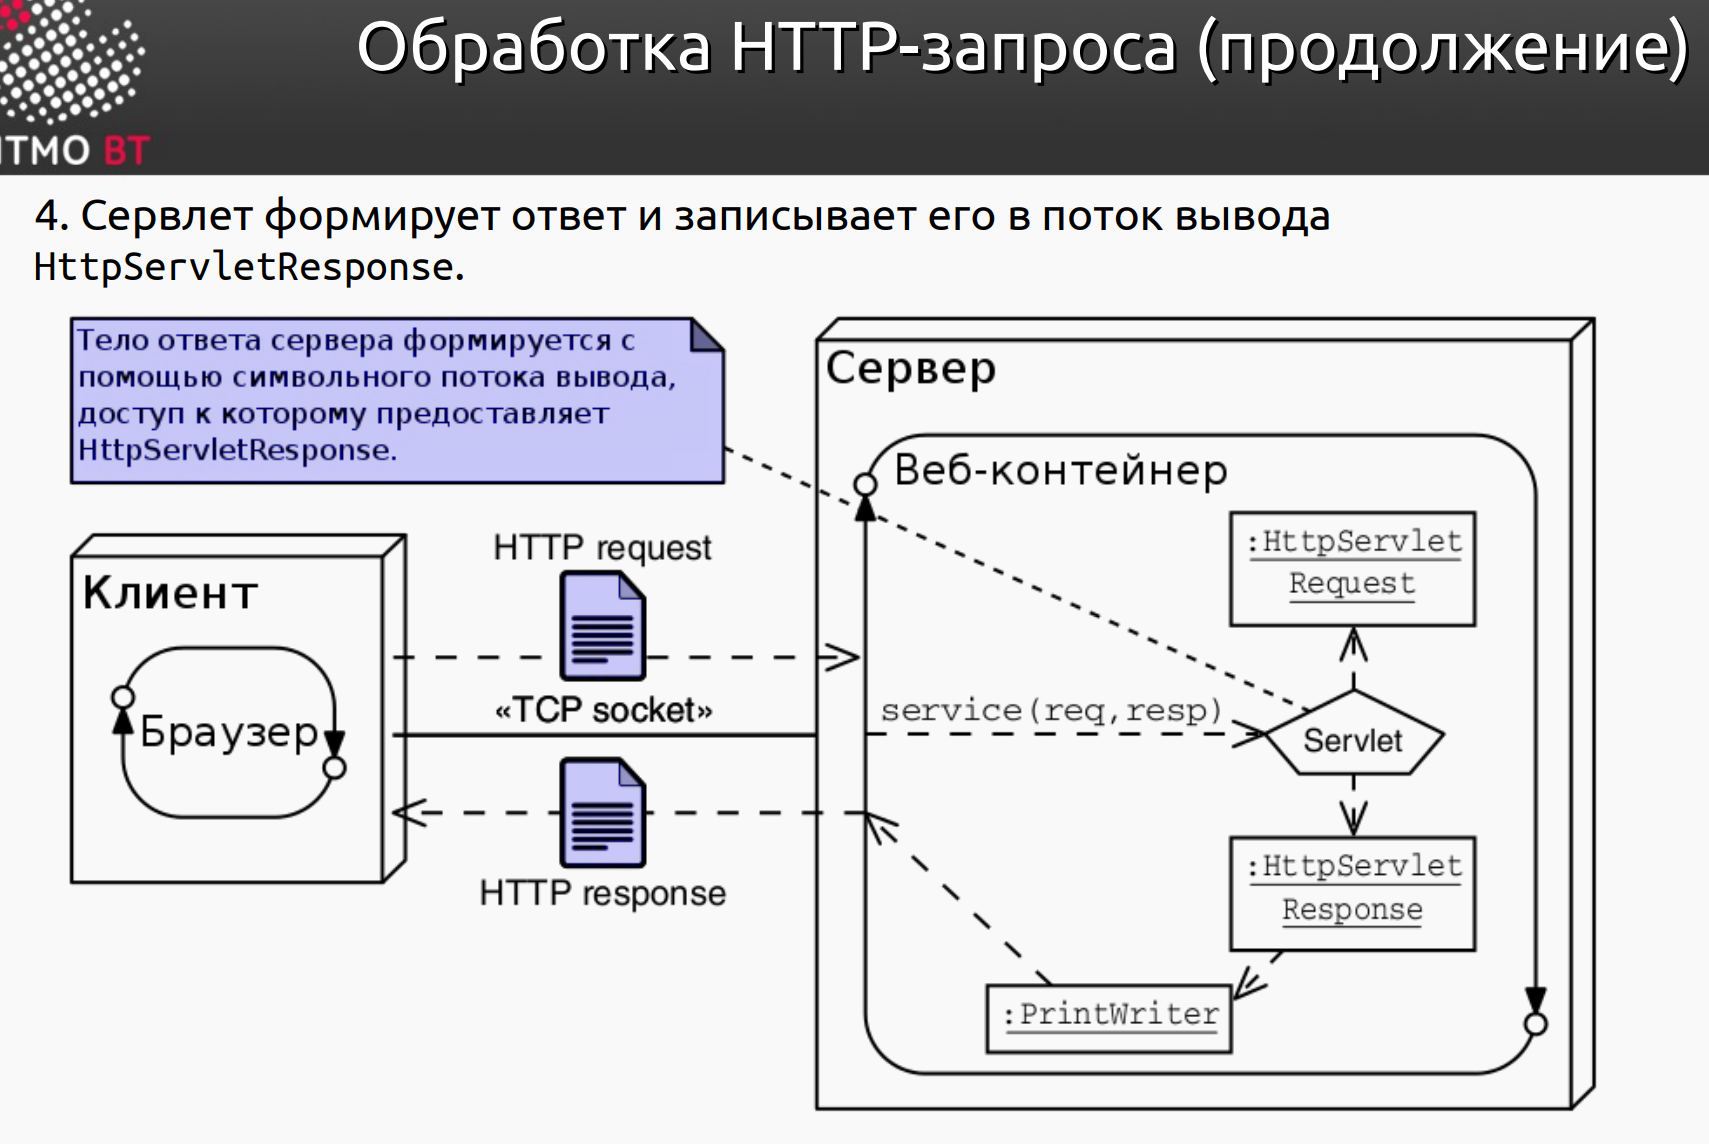 Обработка HTTP-запроса (продолжение)
ИТМО ВТ
4. Сервлет формирует ответ и записывает его в поток вывода
HttpServletResponse.
Тело ответа сервера формируется с
помощью символьного потока вывода,
доступ к которому предоставляет
HttpServletResponse.
Сервер
Веб-контейнер
:HttpServlet
Request
HTTP request
Клиент
Браузер
«TCP socket»
service(req,resp)
Servlet
HTTP response
:HttpServlet
Response
:PrintWriter